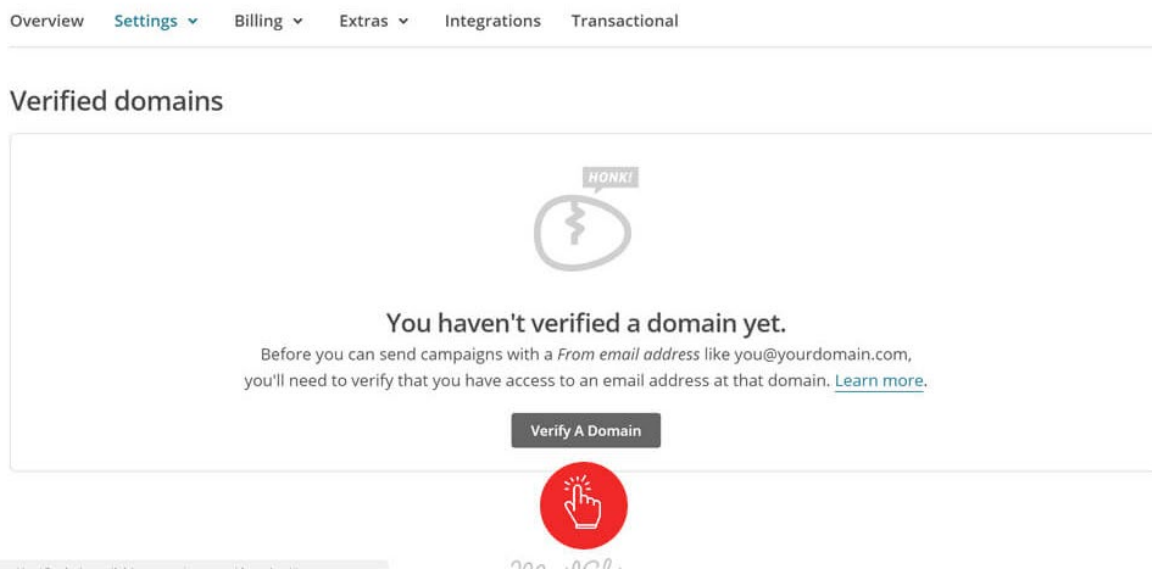 Overview Settings Billing Extras Integrations Transactional
Verified domains
HONK!
You haven't verified a domain yet.
Before you can send campaigns with a From email address like you@yourdomain.com,
you'll need to verify that you have access to an email address at that domain. Learn more.
Verify A Domain